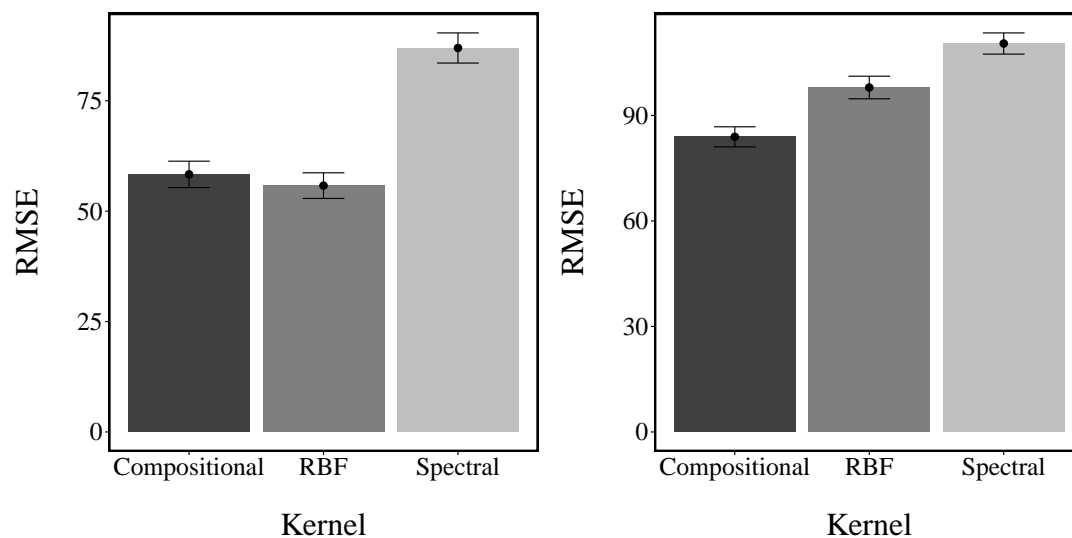 RMSE
75
50
25
0
Compositional RBF Spectral
Kernel
RMSE
90
60
30
0
Compositional RBF Spectral
Kernel